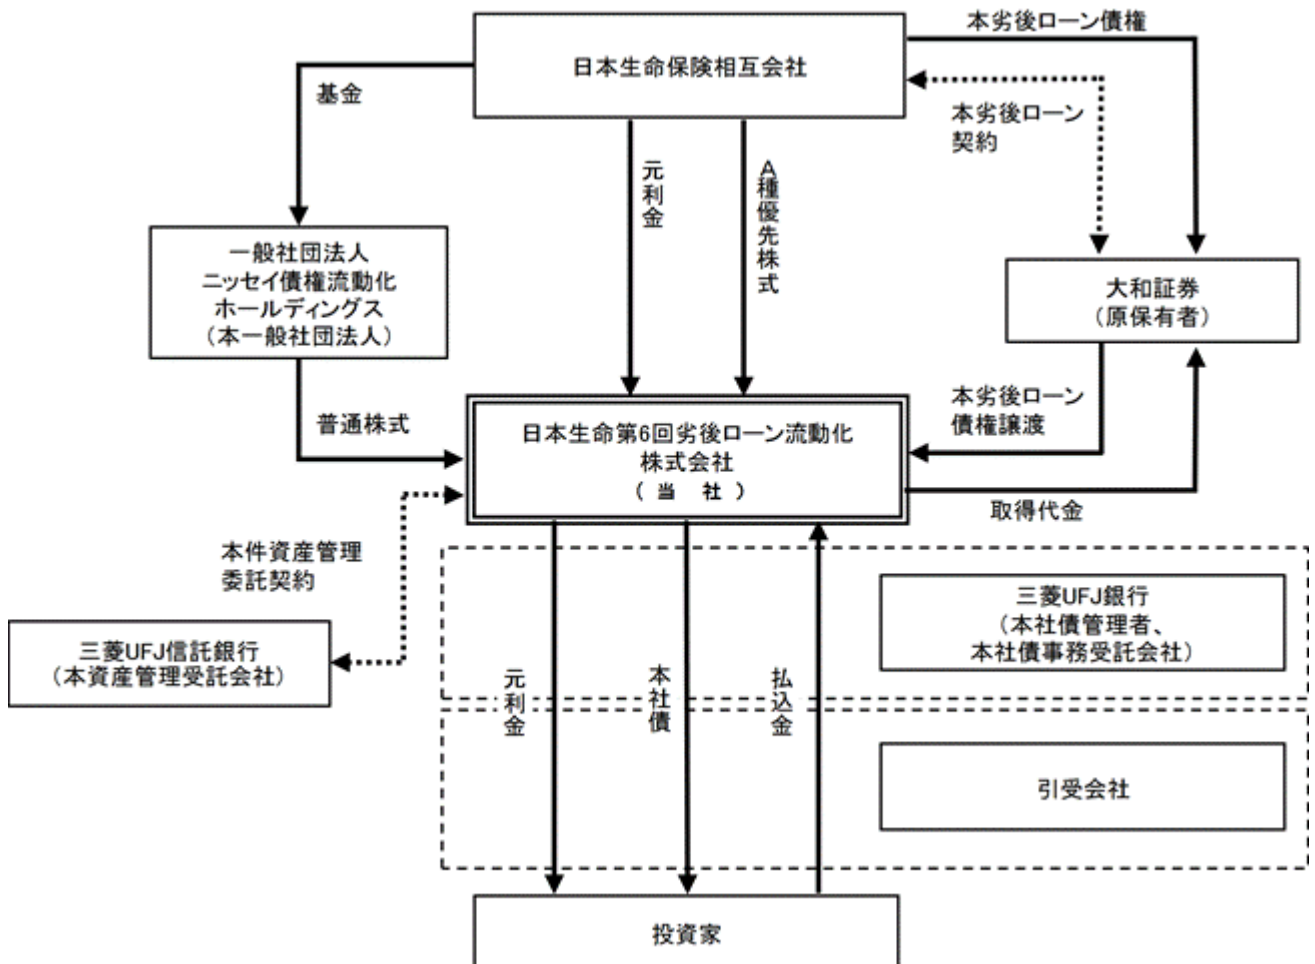 本劣後ローン債権
日本生命保険相互会社
基金
本劣後ローン
契約
元利金
A種優先株式
一般社団法人
ニッセイ債権流動化
ホールディングス
（本一般社団法人）
大和証券
（原保有者）
普通株式
日本生命第6回劣後ローン流動化
株式会社
（ 当　社 ）
本劣後ローン
債権譲渡
取得代金
本件資産管理
委託契約
三菱UFJ信託銀行
（本資産管理受託会社）
三菱UFJ銀行
（本社債管理者、
本社債事務受託会社）
元利金
本社債
払込金
引受会社
投資家